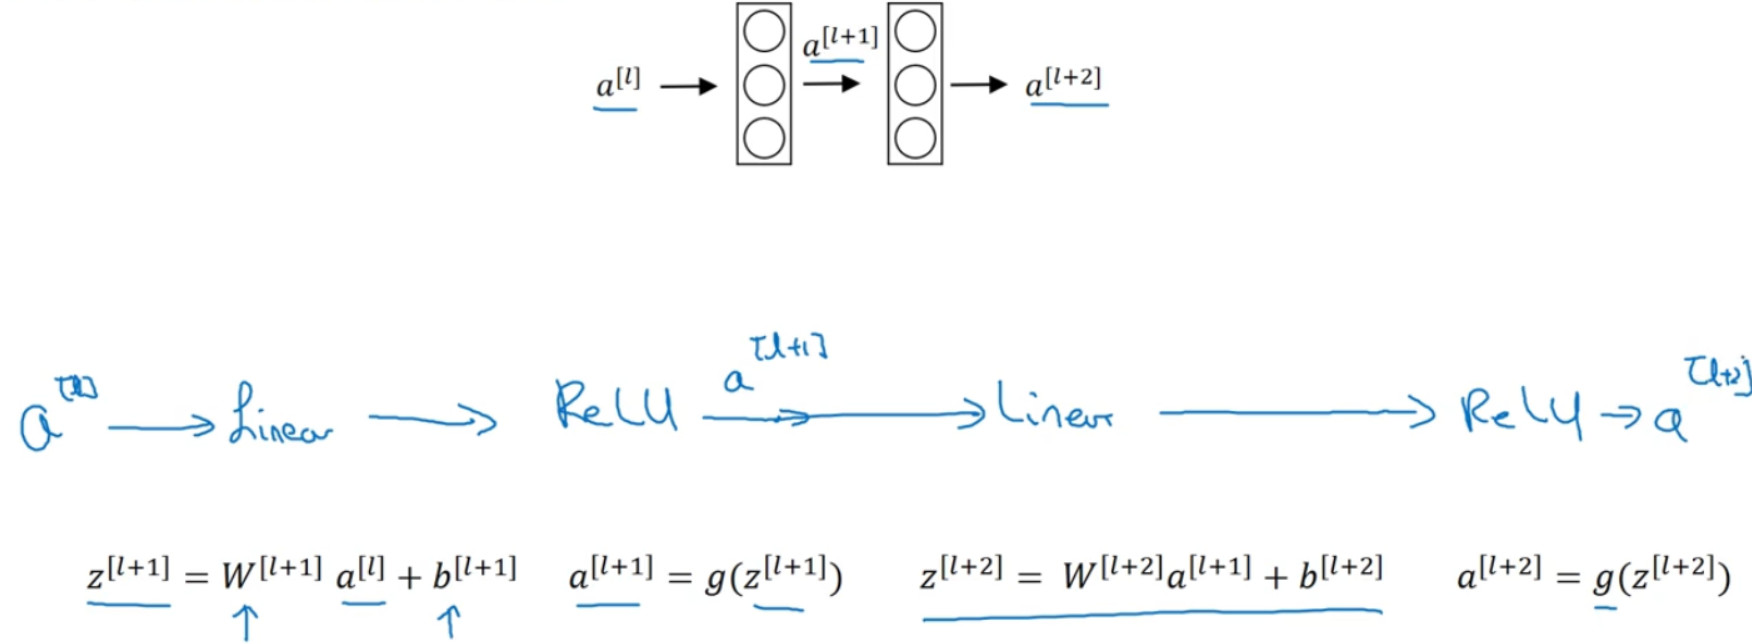 a^[l] → a^[l+1] → → a^[l+2]
a^[l] → Linear → ReLU a^[l+1] → Linear → ReLU → a^[l+2]
z^[l+1] = W^[l+1] a^[l] + b^[l+1] a^[l+1] = g(z^[l+1]) z^[l+2] = W^[l+2]a^[l+1] + b^[l+2] a^[l+2] = g(z^[l+2])